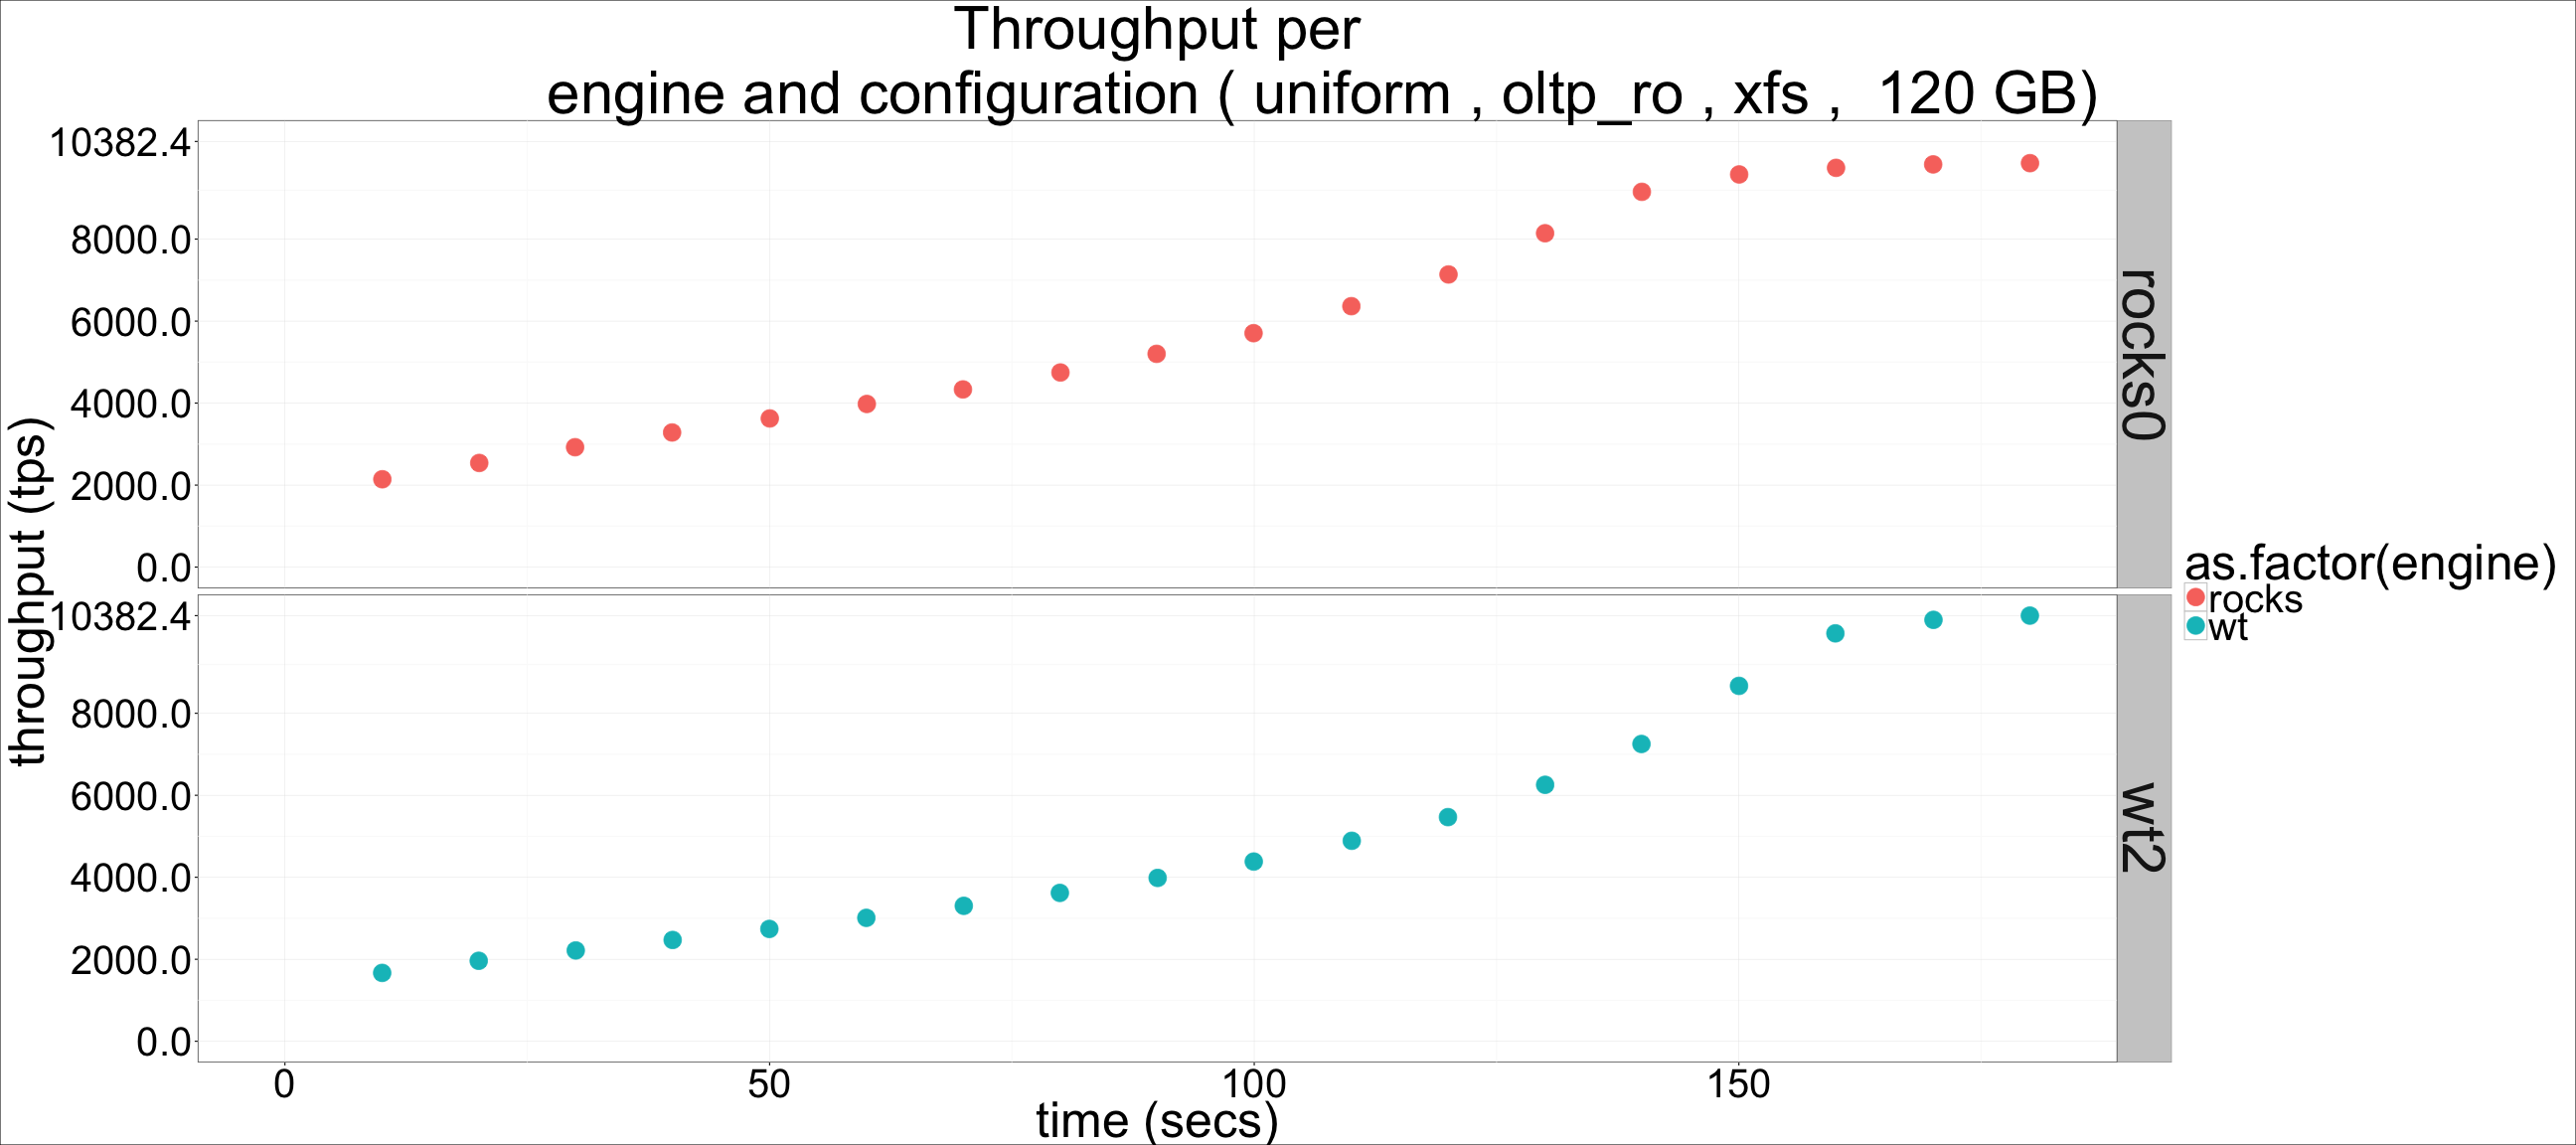 Throughput per
engine and configuration ( uniform , oltp_ro , xfs ,  120 GB)
throughput (tps)
10382.4
8000.0
6000.0
4000.0
2000.0
0.0
rocks0
10382.4
8000.0
6000.0
4000.0
2000.0
0.0
wt2
0 50 100 150
time (secs)
as.factor(engine)
rocks
wt